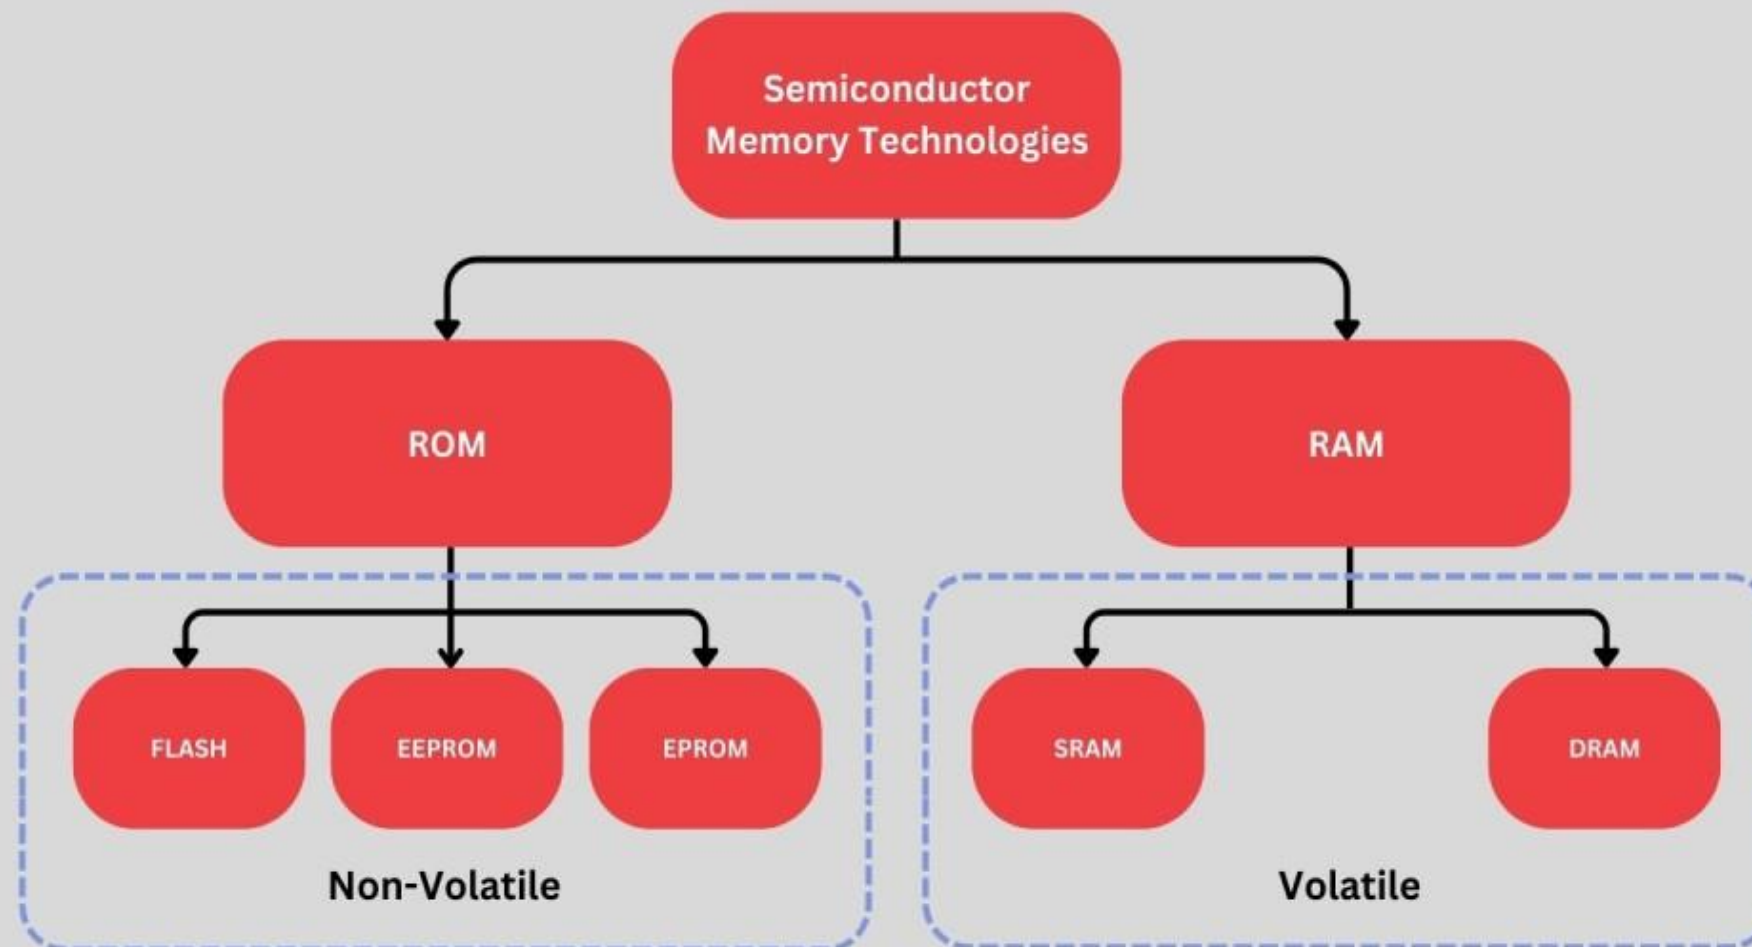 Semiconductor
Memory Technologies
ROM
RAM
FLASH
EEPROM
EPROM
SRAM
DRAM
Non-Volatile
Volatile